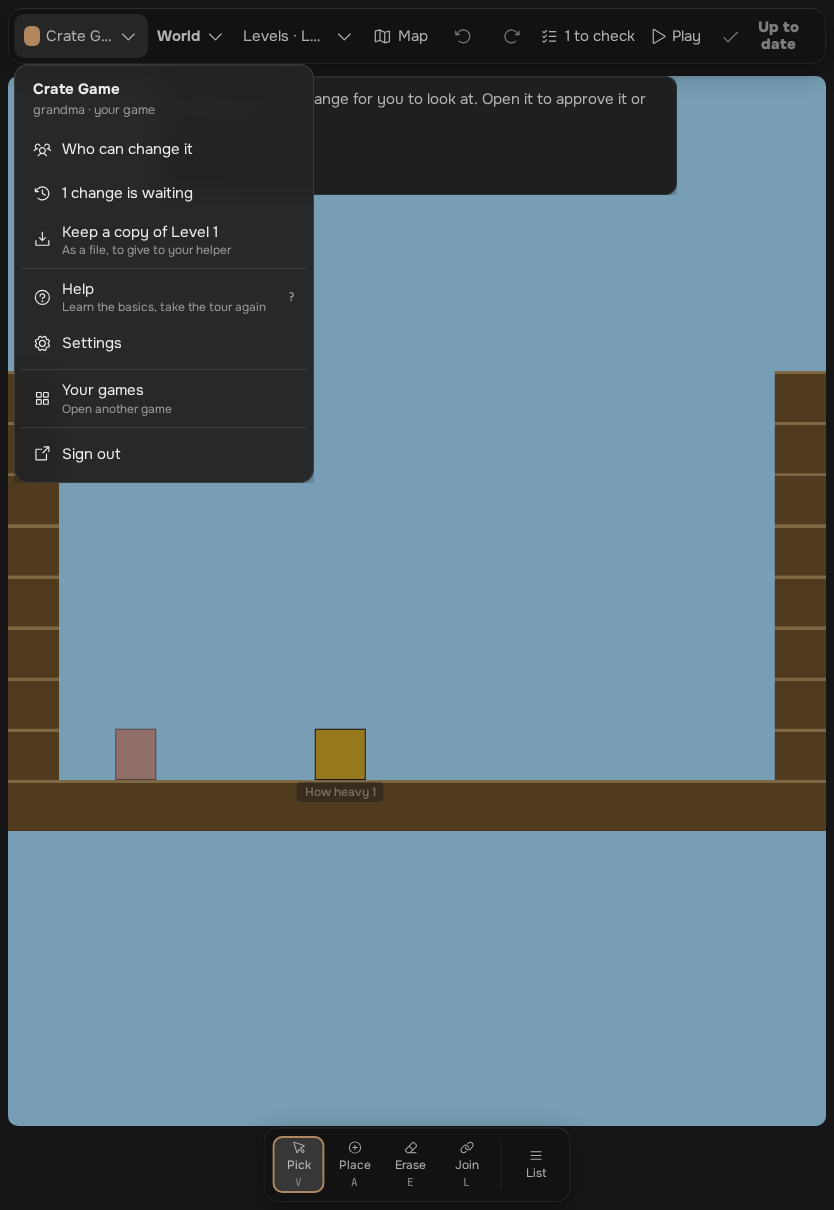 Crate G...
World
Levels · L...
Map
1 to check
Play
Up to
date
Crate Game
grandma · your game
ange for you to look at. Open it to approve it or
Who can change it
1 change is waiting
Keep a copy of Level 1
As a file, to give to your helper
Help
Learn the basics, take the tour again
?
Settings
Your games
Open another game
Sign out
How heavy 1
Pick
V
Place
A
Erase
E
Join
L
List